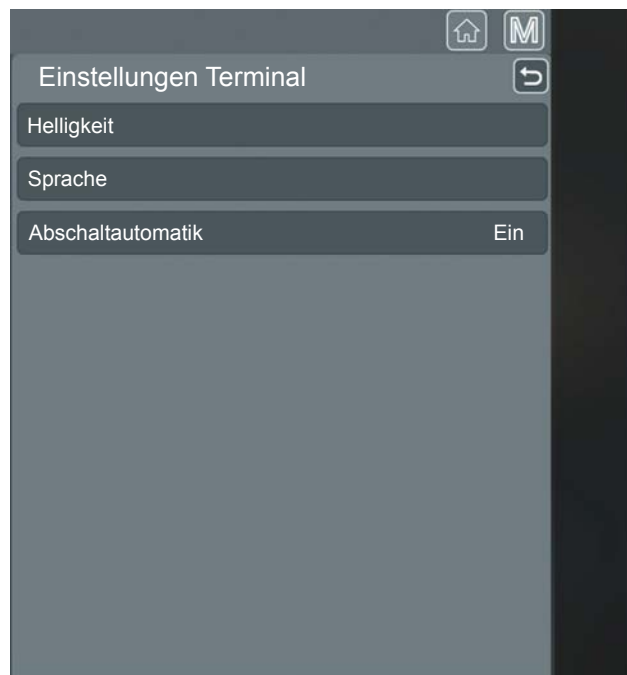 M
Einstellungen Terminal
Helligkeit
Sprache
Abschaltautomatik Ein